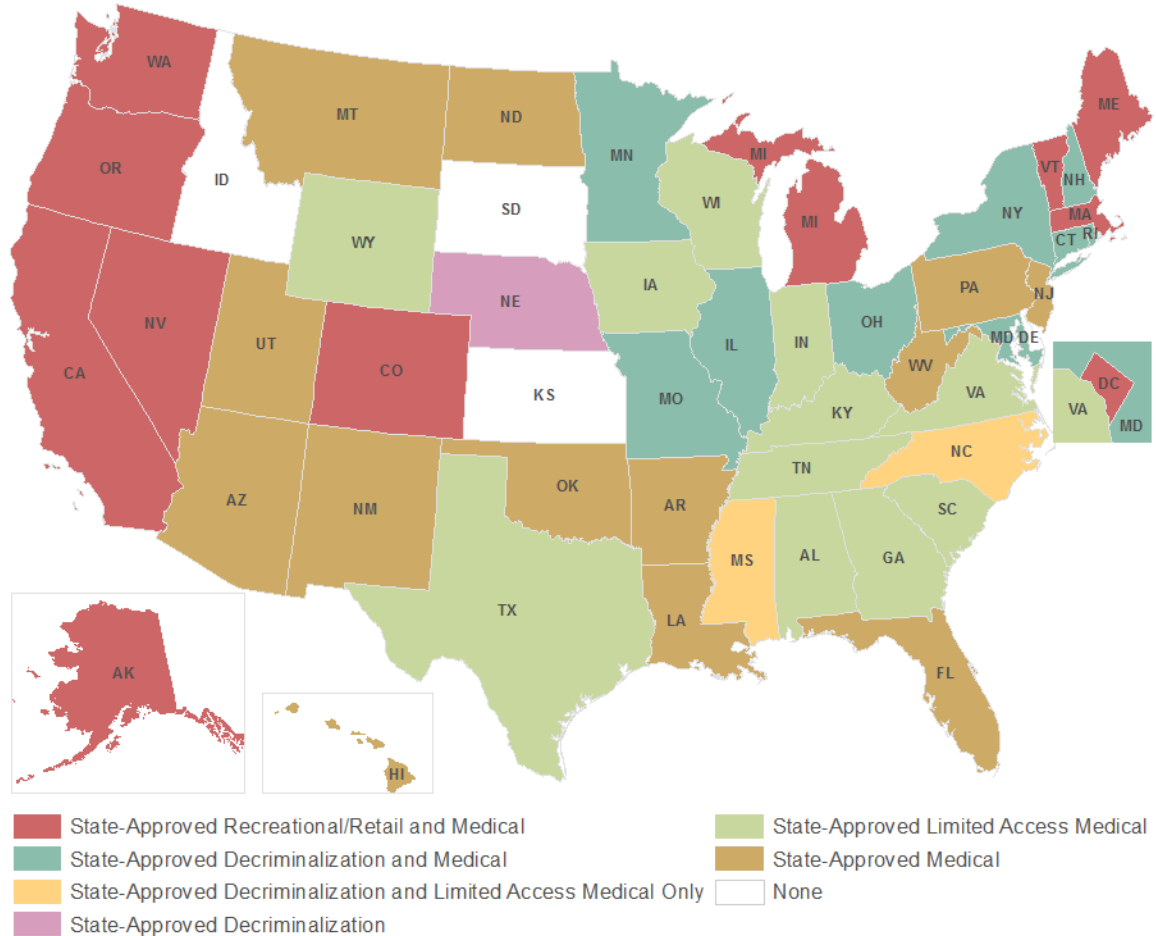 WA
MT
ND
MN
OR
ID
SD
WI
MI
MI
ME
VT
NH
NY
MA
CT
RI
WY
IA
NE
PA
NJ
NV
UT
CO
KS
CA
IL
IN
OH
MD
DE
WV
VA
MO
KY
DC
VA
MD
AZ
NM
OK
AR
TN
NC
SC
MS
AL
GA
TX
LA
FL
AK
HI
State-Approved Recreational/Retail and Medical
State-Approved Decriminalization and Medical
State-Approved Decriminalization and Limited Access Medical Only
State-Approved Decriminalization
State-Approved Limited Access Medical
State-Approved Medical
None